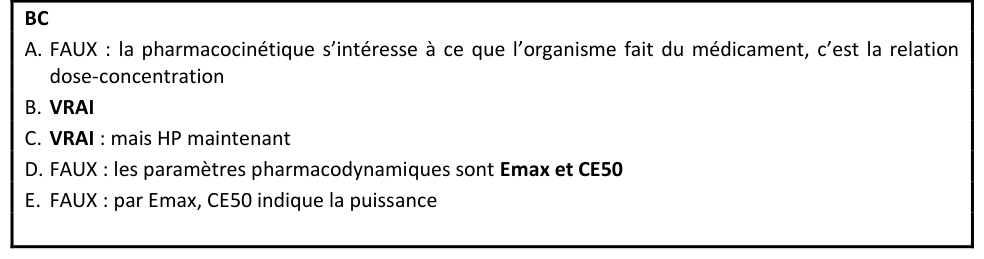 BC
A. FAUX : la pharmacocinétique s’intéresse à ce que l’organisme fait du médicament, c’est la relation
dose-concentration
B. VRAI
C. VRAI : mais HP maintenant
D. FAUX : les paramètres pharmacodynamiques sont Emax et CE50
E. FAUX : par Emax, CE50 indique la puissance